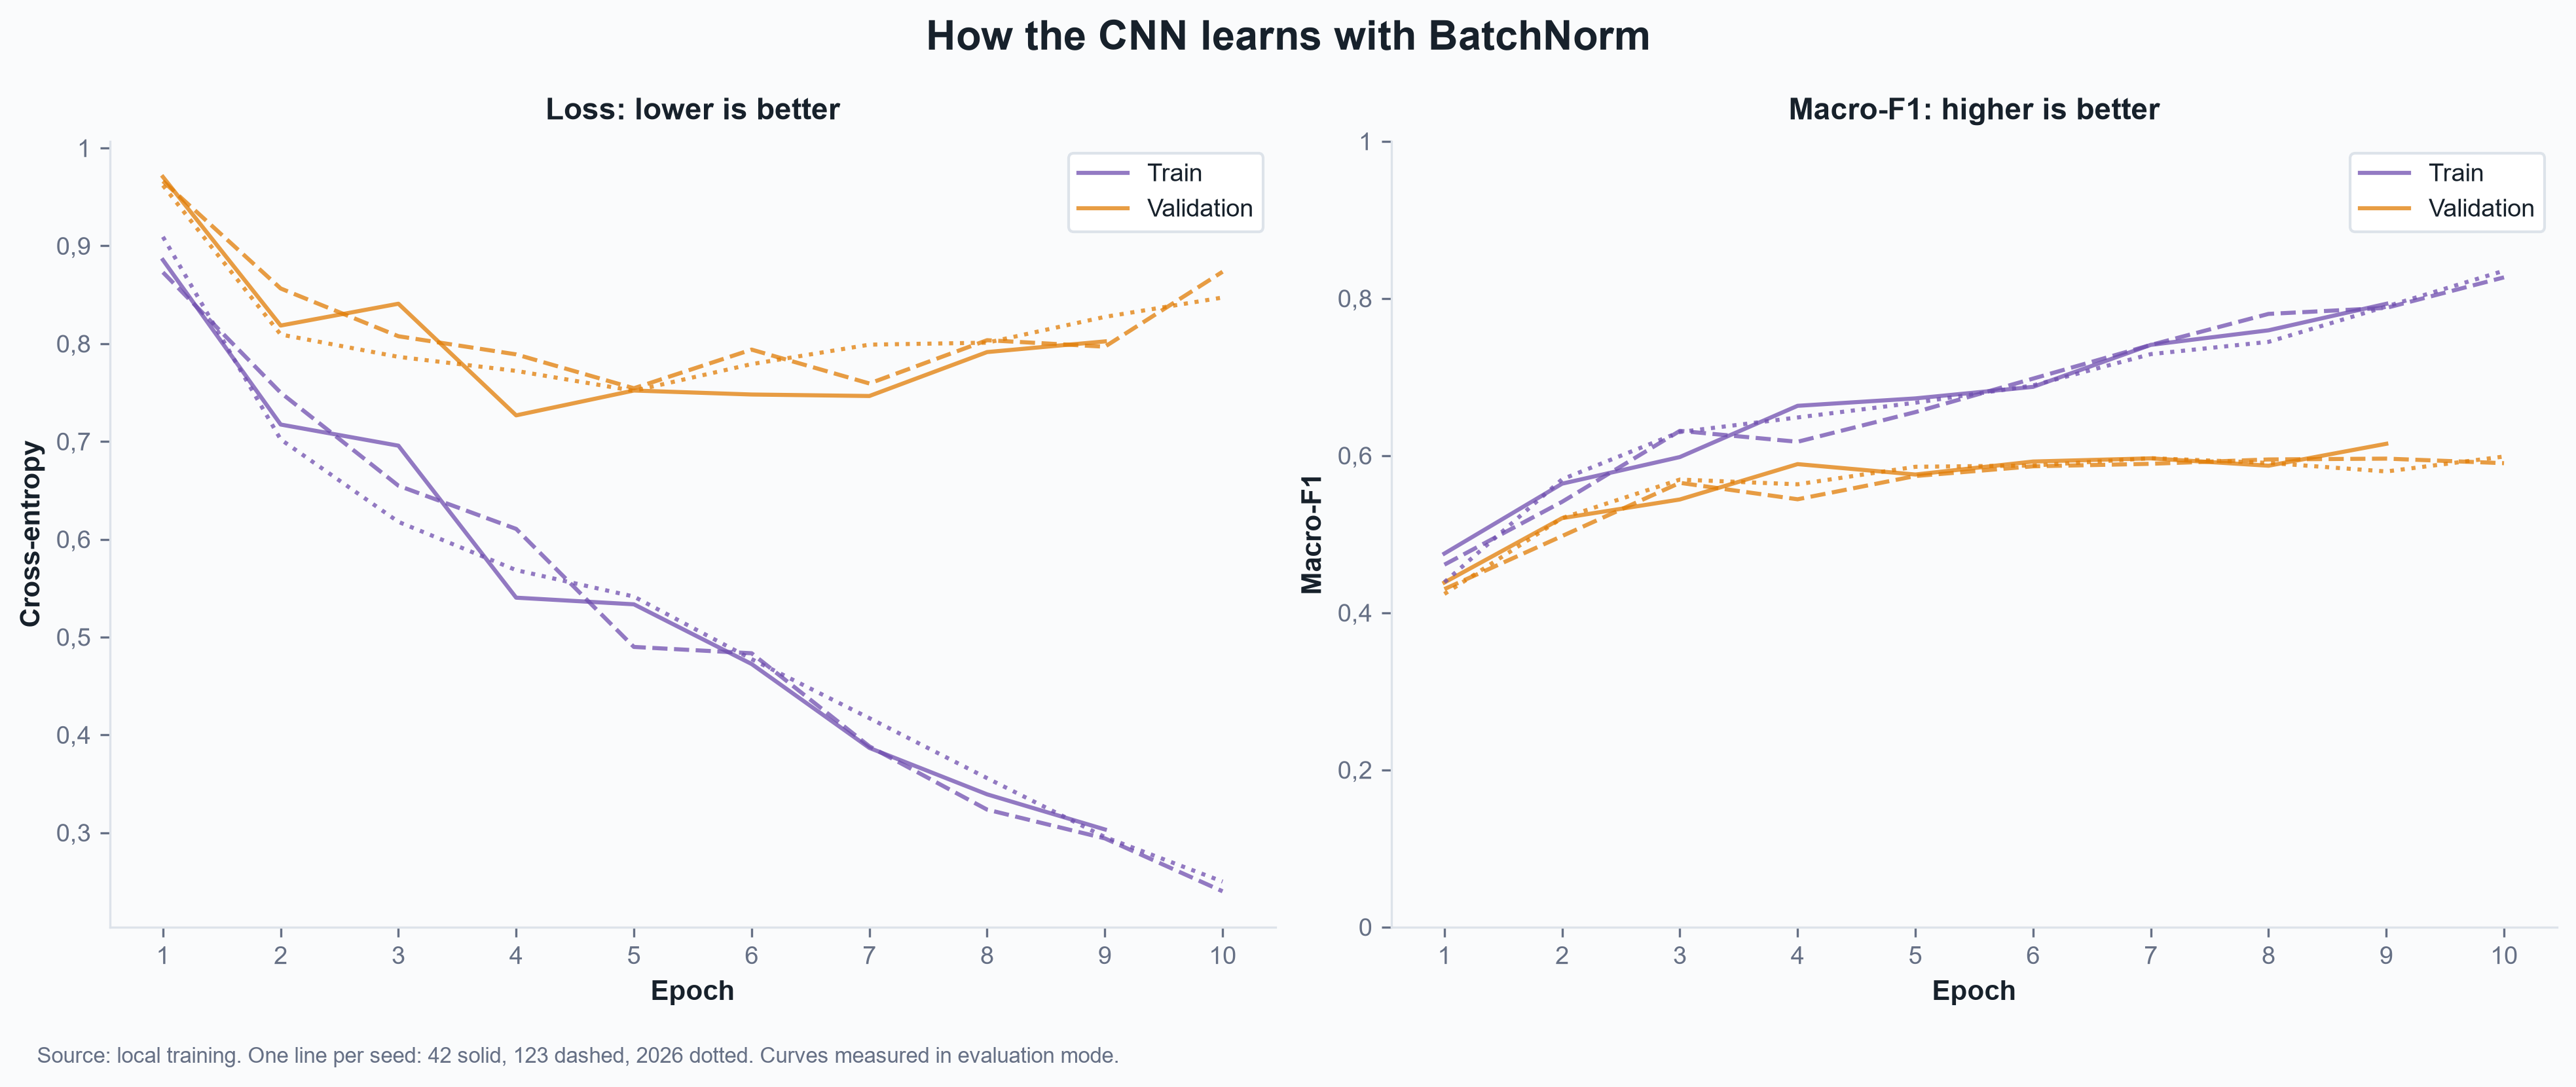 How the CNN learns with BatchNorm
Loss: lower is better
Train
Validation
Cross-entropy
1
0,9
0,8
0,7
0,6
0,5
0,4
0,3
1 2 3 4 5 6 7 8 9 10
Epoch
Macro-F1: higher is better
Train
Validation
Macro-F1
1
0,8
0,6
0,4
0,2
0
1 2 3 4 5 6 7 8 9 10
Epoch
Source: local training. One line per seed: 42 solid, 123 dashed, 2026 dotted. Curves measured in evaluation mode.